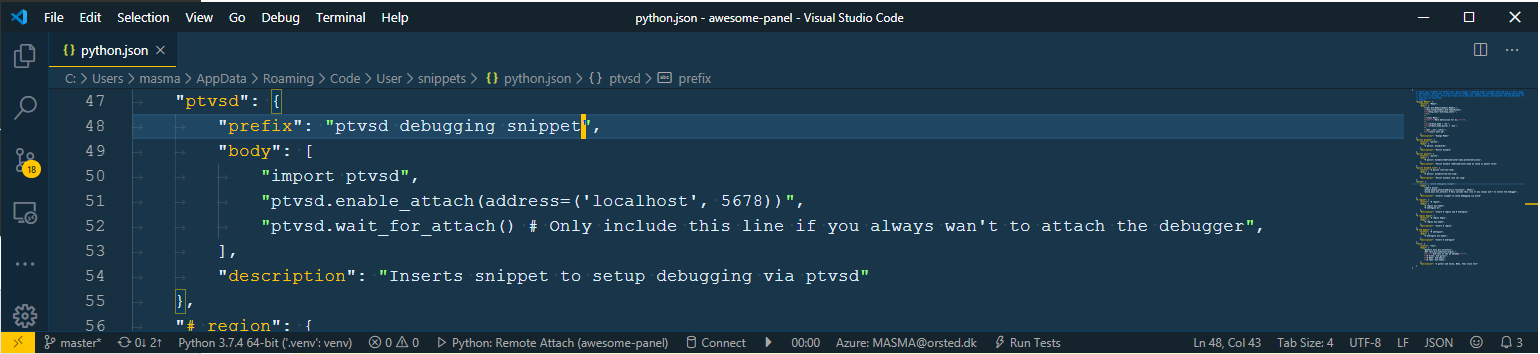 File Edit Selection View Go Debug Terminal Help python.json - awesome-panel - Visual Studio Code
{} python.json
C: > Users > masma > AppData > Roaming > Code > User > snippets > {} python.json > {} ptvsd > abc prefix
47 "ptvsd": {
48 "prefix": "ptvsd debugging snippet",
49 "body": [
50 "import ptvsd",
51 "ptvsd.enable_attach(address=('localhost', 5678))",
52 "ptvsd.wait_for_attach() # Only include this line if you always wan't to attach the debugger",
53 ],
54 "description": "Inserts snippet to setup debugging via ptvsd"
55 },
56 "# region": {
18
master* 0↓ 2↑ Python 3.7.4 64-bit ('.venv': venv) 0 0 Python: Remote Attach (awesome-panel) Connect 00:00 Azure: MASMA@orsted.dk Run Tests Ln 48, Col 43 Tab Size: 4 UTF-8 LF JSON 3